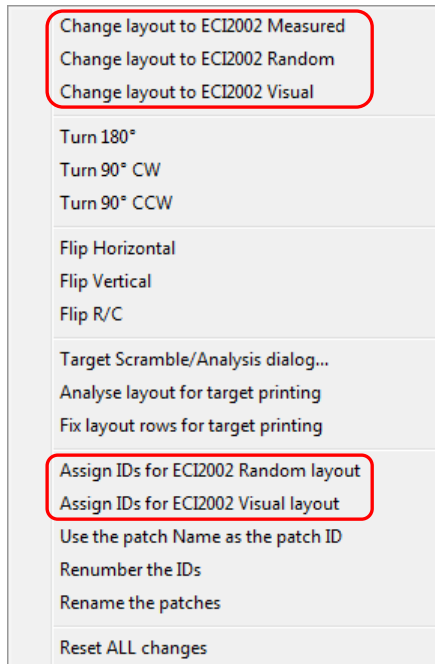 Change layout to ECI2002 Measured
Change layout to ECI2002 Random
Change layout to ECI2002 Visual
Turn 180°
Turn 90° CW
Turn 90° CCW
Flip Horizontal
Flip Vertical
Flip R/C
Target Scramble/Analysis dialog...
Analyse layout for target printing
Fix layout rows for target printing
Assign IDs for ECI2002 Random layout
Assign IDs for ECI2002 Visual layout
Use the patch Name as the patch ID
Renumber the IDs
Rename the patches
Reset ALL changes